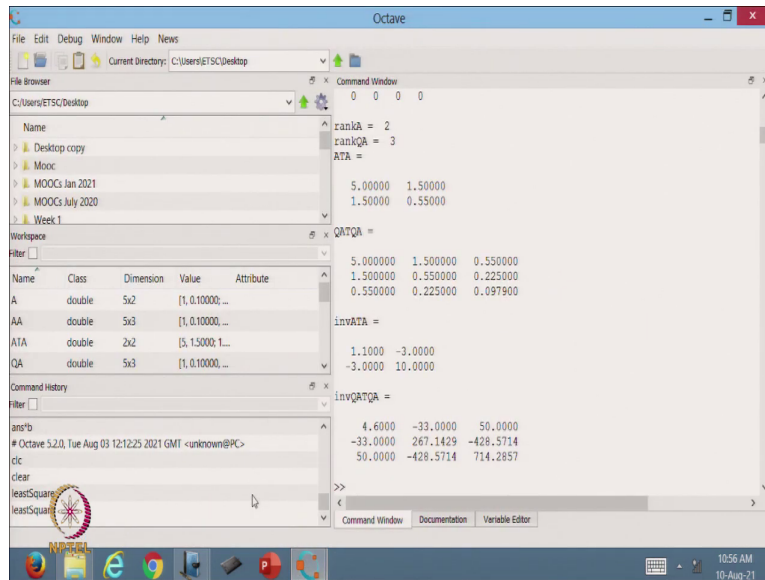 Octave
File Edit Debug Window Help News
Current Directory: C:\Users\ETSC\Desktop
File Browser
C:/Users/ETSC/Desktop
Name
Desktop copy
Mooc
MOOCs Jan 2021
MOOCs July 2020
Week 1
Workspace
Filter
Name Class Dimension Value Attribute
A double 5x2 [1, 0.10000; ...
AA double 5x3 [1, 0.10000, ...
ATA double 2x2 [5, 1.5000; 1....
QA double 5x3 [1, 0.10000, ...
Command History
Filter
ans*b
# Octave 5.2.0, Tue Aug 03 12:12:25 2021 GMT <unknown@PC>
clc
clear
leastSquare
leastSquar
NPTEL
Command Window
0 0 0 0
rankA = 2
rankQA = 3
ATA =
5.00000 1.50000
1.50000 0.55000
QATQA =
5.000000 1.500000 0.550000
1.500000 0.550000 0.225000
0.550000 0.225000 0.097900
invATA =
1.1000 -3.0000
-3.0000 10.0000
invQATQA =
4.6000 -33.0000 50.0000
-33.0000 267.1429 -428.5714
50.0000 -428.5714 714.2857
>>
Command Window Documentation Variable Editor
10:56 AM
10-Aug-21